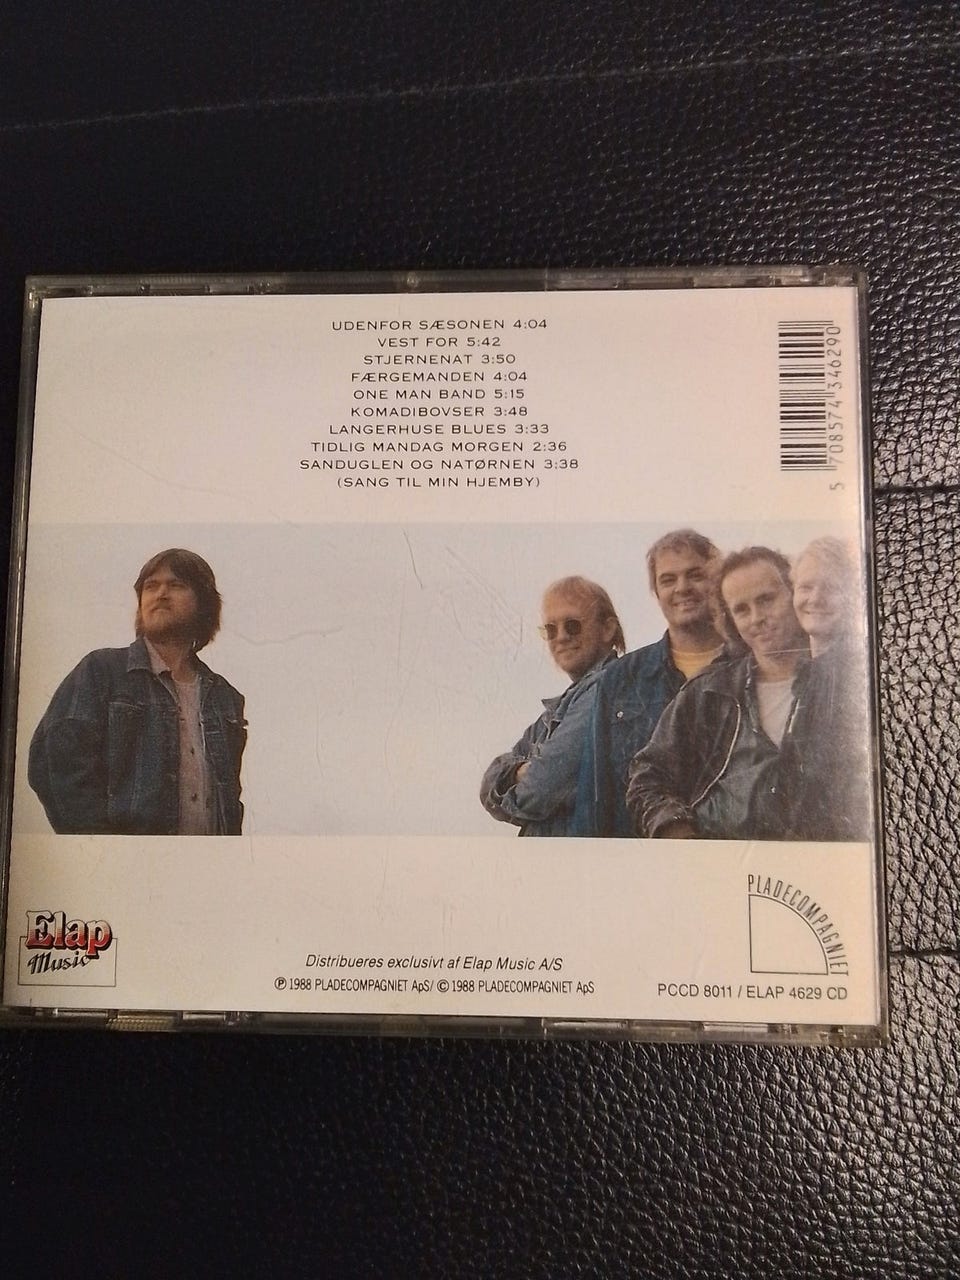 UDENFOR SÆSONEN 4:04
VEST FOR 5:42
STJERNENAT 3:50
FÆRGEMANDEN 4:04
ONE MAN BAND 5:15
KOMADIBOVSER 3:48
LANGERHUSE BLUES 3:33
TIDLIG MANDAG MORGEN 2:36
SANDUGLEN OG NATØRNEN 3:38
(SANG TIL MIN HJEMBY)
5 708574 346290
Elap
Music
Distribueres exclusivt af Elap Music A/S
℗ 1988 PLADECOMPAGNIET ApS/ © 1988 PLADECOMPAGNIET ApS
PLADECOMPAGNIET
PCCD 8011 / ELAP 4629 CD